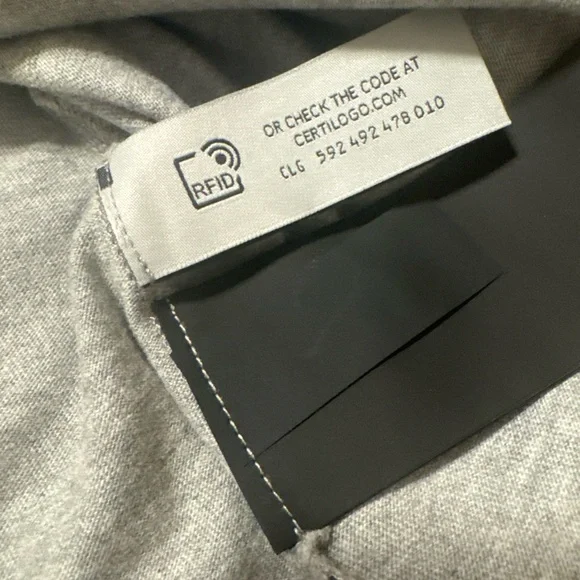 RFID
OR CHECK THE CODE AT
CERTILOGO.COM
CLG 592 492 478 010